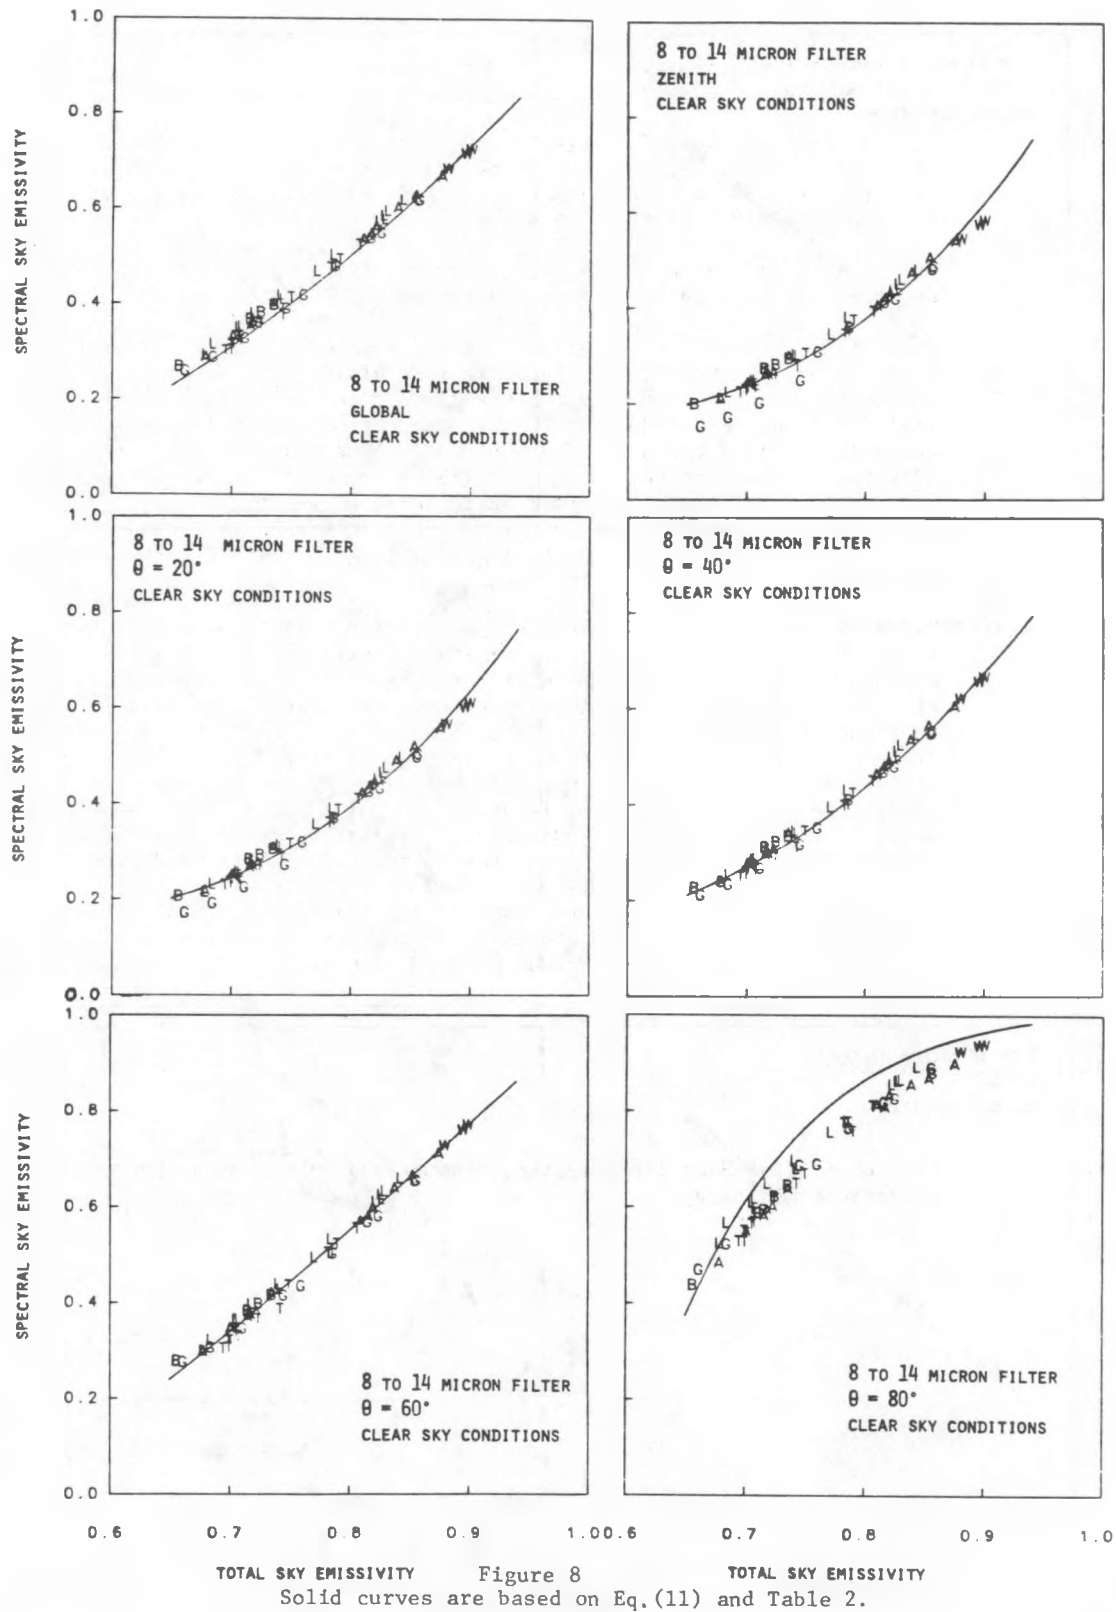 1.0
0.8
0.6
0.4
0.2
0.0
SPECTRAL SKY EMISSIVITY
8 TO 14 MICRON FILTER
GLOBAL
CLEAR SKY CONDITIONS
8 TO 14 MICRON FILTER
ZENITH
CLEAR SKY CONDITIONS
1.0
0.8
0.6
0.4
0.2
0.0
SPECTRAL SKY EMISSIVITY
8 TO 14 MICRON FILTER
θ = 20°
CLEAR SKY CONDITIONS
8 TO 14 MICRON FILTER
θ = 40°
CLEAR SKY CONDITIONS
1.0
0.8
0.6
0.4
0.2
0.0
SPECTRAL SKY EMISSIVITY
8 TO 14 MICRON FILTER
θ = 60°
CLEAR SKY CONDITIONS
8 TO 14 MICRON FILTER
θ = 80°
CLEAR SKY CONDITIONS
0.6 0.7 0.8 0.9 1.0 0.6 0.7 0.8 0.9 1.0
TOTAL SKY EMISSIVITY Figure 8 TOTAL SKY EMISSIVITY
Solid curves are based on Eq.(11) and Table 2.